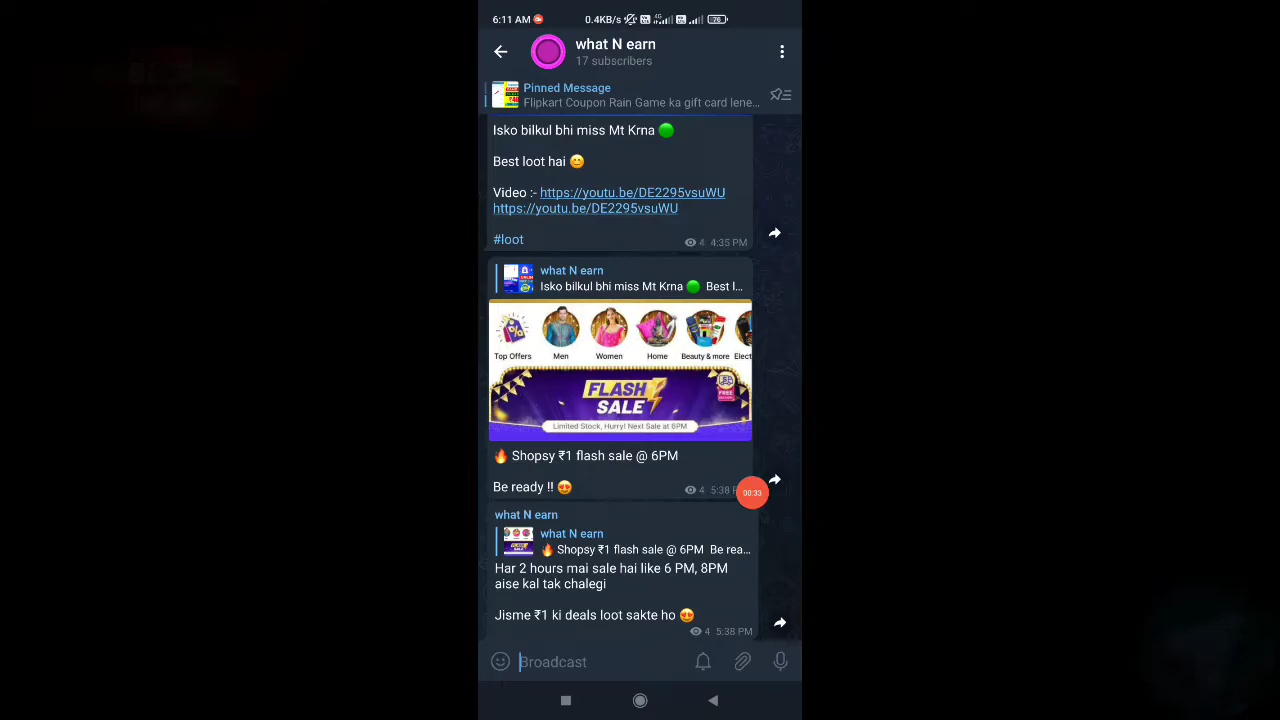 6:11 AM 0.4KB/s 4G 76
what N earn
17 subscribers
Pinned Message
Flipkart Coupon Rain Game ka gift card lene...
Isko bilkul bhi miss Mt Krna 🟢
Best loot hai 😊
Video :- https://youtu.be/DE2295vsuWU
https://youtu.be/DE2295vsuWU
#loot
4 4:35 PM
what N earn
Isko bilkul bhi miss Mt Krna 🟢 Best l...
Top Offers Men Women Home Beauty & more Elect
FLASH
SALE
FREE
Limited Stock, Hurry! Next Sale at 6PM
🔥 Shopsy ₹1 flash sale @ 6PM
Be ready !! 😍
4 5:38 P
00:33
what N earn
what N earn
🔥 Shopsy ₹1 flash sale @ 6PM Be rea...
Har 2 hours mai sale hai like 6 PM, 8PM
aise kal tak chalegi
Jisme ₹1 ki deals loot sakte ho 😍
4 5:38 PM
Broadcast